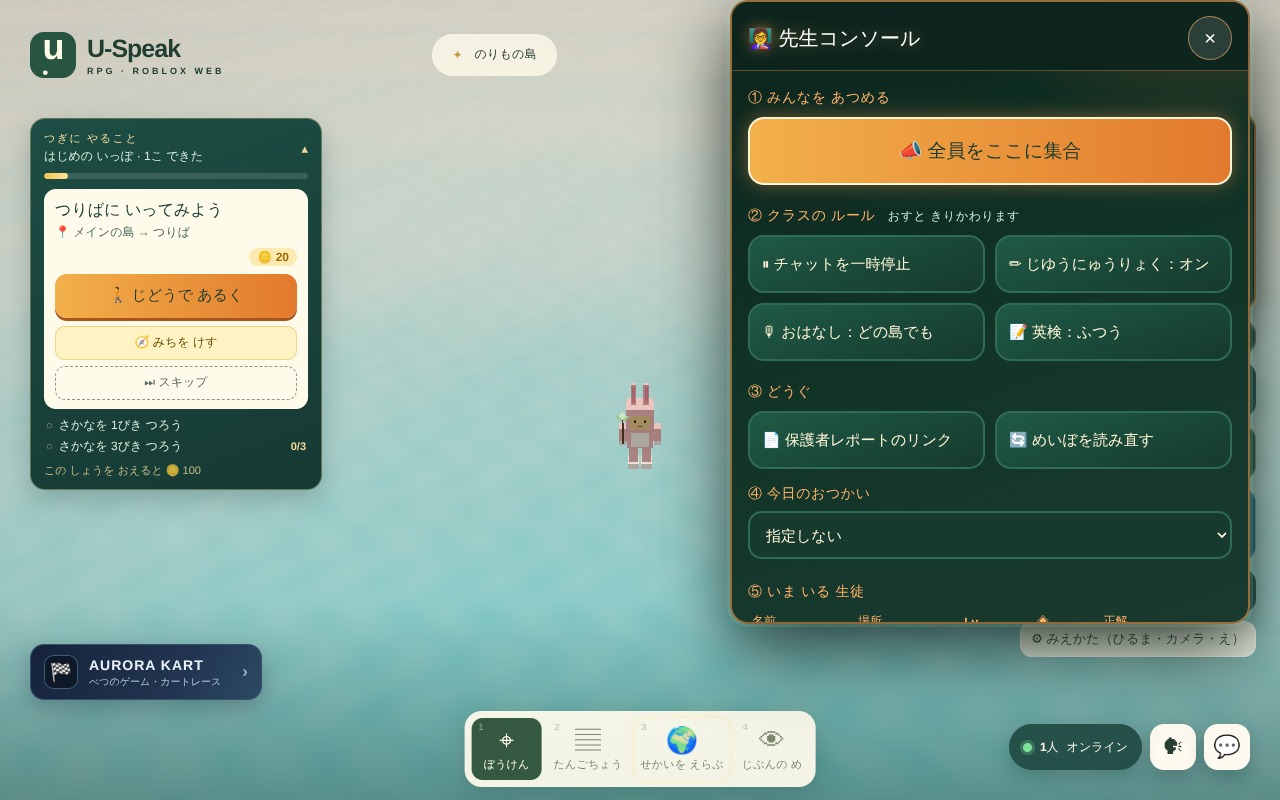 u
U-Speak
RPG · ROBLOX WEB
✦ のりもの島
つぎに やること
はじめの いっぽ · 1こ できた
▲
つりばに いってみよう
📍 メインの島 → つりば
🪙 20
🚶 じどうで あるく
🧭 みちを けす
⏭ スキップ
○ さかなを 1ぴき つろう
○ さかなを 3びき つろう 0/3
この しょうを おえると 🪙 100
AURORA KART
べつのゲーム・カートレース
›
👩‍🏫 先生コンソール
×
① みんなを あつめる
📣 全員をここに集合
② クラスの ルール おすと きりかわります
⏸ チャットを一時停止
✏ じゆうにゅうりょく：オン
🎙 おはなし：どの島でも
📝 英検：ふつう
③ どうぐ
📄 保護者レポートのリンク
🔄 めいぼを読み直す
④ 今日のおつかい
指定しない
⑤ いま いる 生徒
名前 場所 Lv 正解
⚙ みえかた（ひるま・カメラ・え）
1 ぼうけん
2 たんごちょう
3 せかいを えらぶ
4 じぶんの め
1人 オンライン